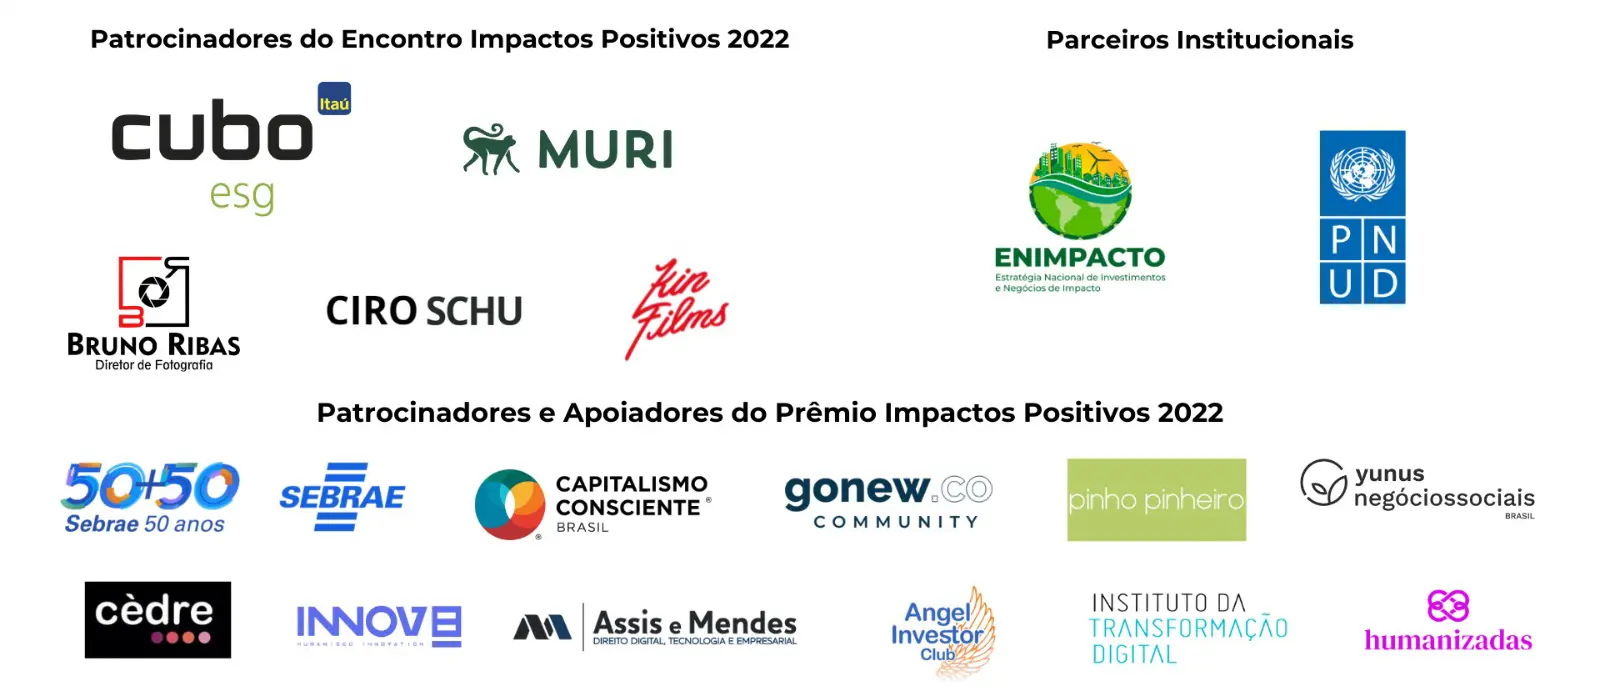 Patrocinadores do Encontro Impactos Positivos 2022
Parceiros Institucionais
cubo
Itaú
esg
MURI
ENIMPACTO
Estratégia Nacional de Investimentos
e Negócios de Impacto
P N
U D
B R
BRUNO RIBAS
Diretor de Fotografia
CIRO SCHU
Kin
Films
Patrocinadores e Apoiadores do Prêmio Impactos Positivos 2022
50+50
Sebrae 50 anos
SEBRAE
CAPITALISMO
CONSCIENTE®
BRASIL
®
gonew.co
COMMUNITY
pinho pinheiro
yunus
negóciossociais
BRASIL
cèdre
INNOV8
HUMANISED INNOVATION
Assis e Mendes
DIREITO DIGITAL, TECNOLOGIA E EMPRESARIAL
Angel
Investor
Club
INSTITUTO DA
TRANSFORMAÇÃO
DIGITAL
humanizadas